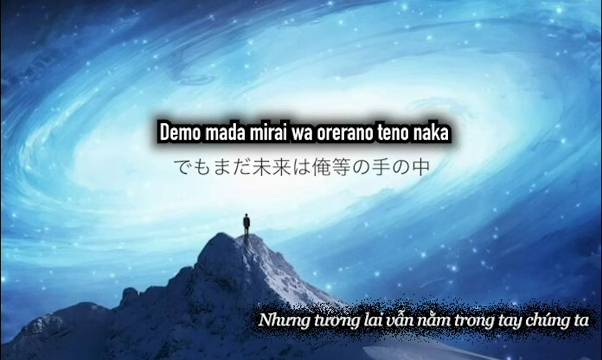 Demo mada mirai wa orerano teno naka
でもまだ未来は俺等の手の中
Nhưng tương lai vẫn nằm trong tay chúng ta